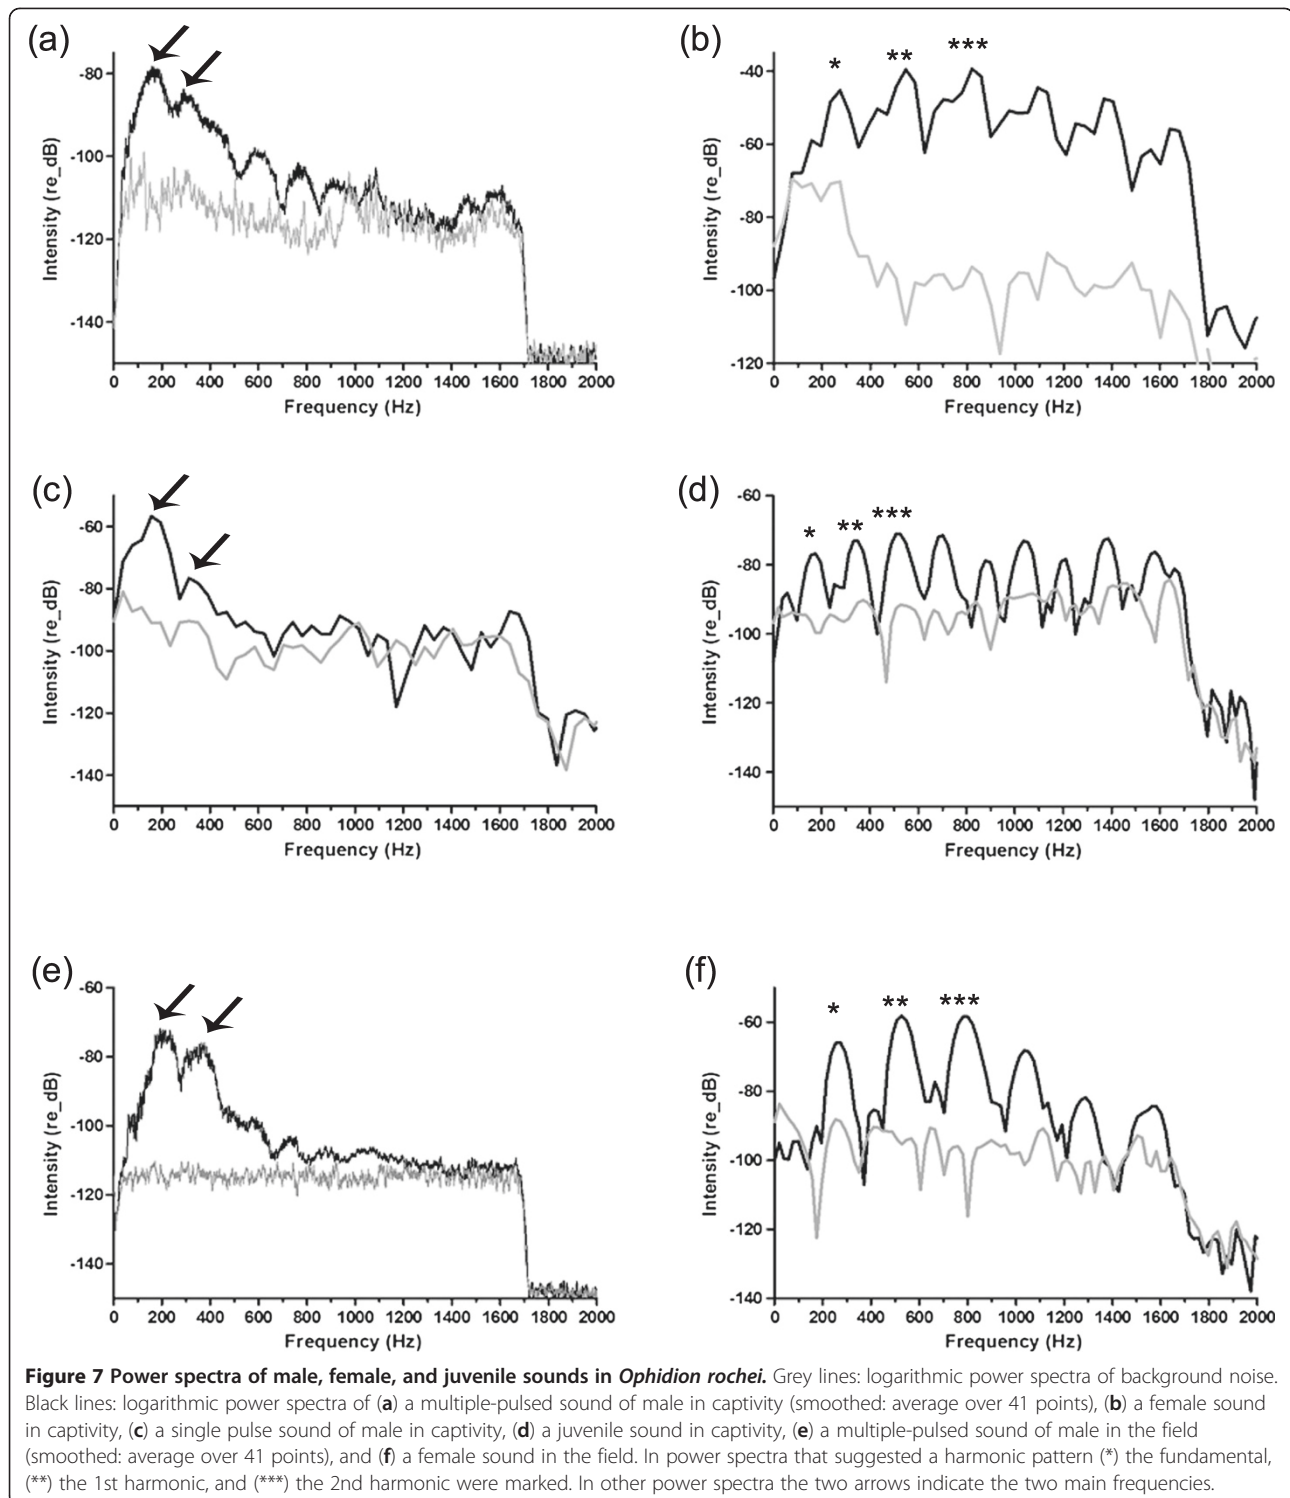 (a)
-80
-100
-120
-140
Intensity (re_dB)
0 200 400 600 800 1000 1200 1400 1600 1800 2000
Frequency (Hz)
(b)
* ** ***
-40
-60
-80
-100
-120
Intensity (re_dB)
0 200 400 600 800 1000 1200 1400 1600 1800 2000
Frequency (Hz)
(c)
-60
-80
-100
-120
-140
Intensity (re_dB)
0 200 400 600 800 1000 1200 1400 1600 1800 2000
Frequency (Hz)
(d)
* ** ***
-60
-80
-100
-120
-140
Intensity (re_dB)
0 200 400 600 800 1000 1200 1400 1600 1800 2000
Frequency (Hz)
(e)
-60
-80
-100
-120
-140
Intensity (re_dB)
0 200 400 600 800 1000 1200 1400 1600 1800 2000
Frequency (Hz)
(f)
* ** ***
-60
-80
-100
-120
-140
Intensity (re_dB)
0 200 400 600 800 1000 1200 1400 1600 1800 2000
Frequency (Hz)
Figure 7 Power spectra of male, female, and juvenile sounds in Ophidion rochei. Grey lines: logarithmic power spectra of background noise.
Black lines: logarithmic power spectra of (a) a multiple-pulsed sound of male in captivity (smoothed: average over 41 points), (b) a female sound
in captivity, (c) a single pulse sound of male in captivity, (d) a juvenile sound in captivity, (e) a multiple-pulsed sound of male in the field
(smoothed: average over 41 points), and (f) a female sound in the field. In power spectra that suggested a harmonic pattern (*) the fundamental,
(**) the 1st harmonic, and (***) the 2nd harmonic were marked. In other power spectra the two arrows indicate the two main frequencies.